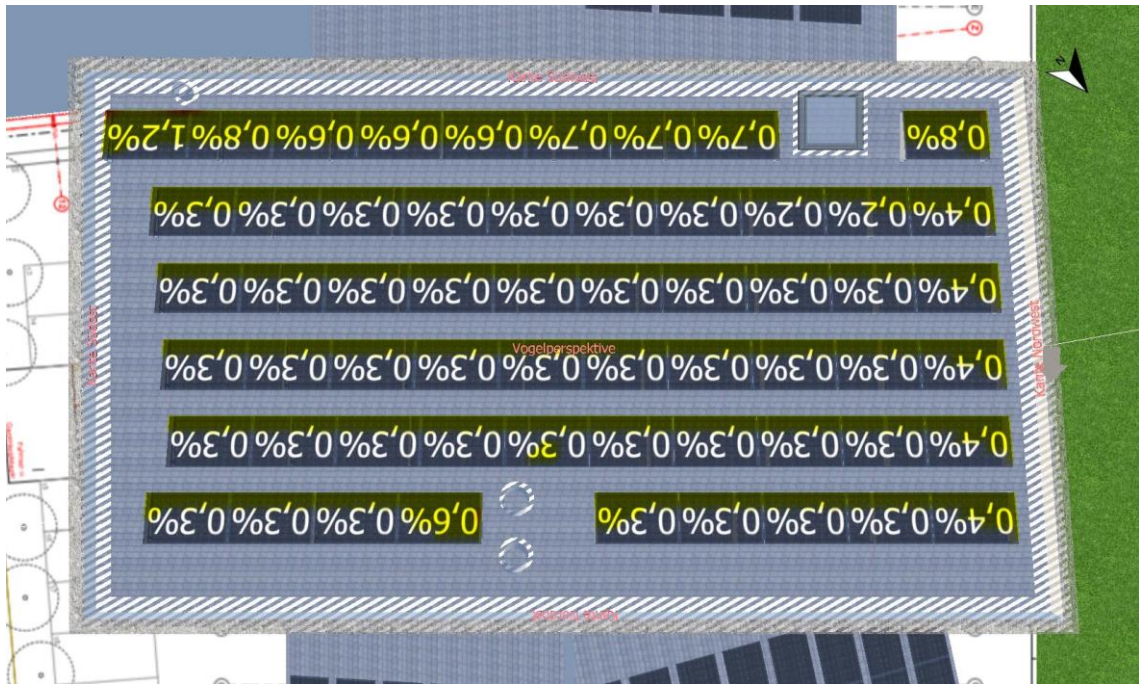 1,2% 0,8% 0,6% 0,6% 0,6% 0,7% 0,7% 0,7% 0,8%
0,3% 0,3% 0,3% 0,3% 0,3% 0,3% 0,3% 0,2% 0,2% 0,4%
0,3% 0,3% 0,3% 0,3% 0,3% 0,3% 0,3% 0,3% 0,3% 0,4%
Kante Nordwest
Vogelperspektive
0,3% 0,3% 0,3% 0,3% 0,3% 0,3% 0,3% 0,3% 0,3% 0,4%
0,3% 0,3% 0,3% 0,3% 0,3% 0,3% 0,3% 0,3% 0,3% 0,4%
0,3% 0,3% 0,3% 0,6% 0,3% 0,3% 0,3% 0,3% 0,4%
N